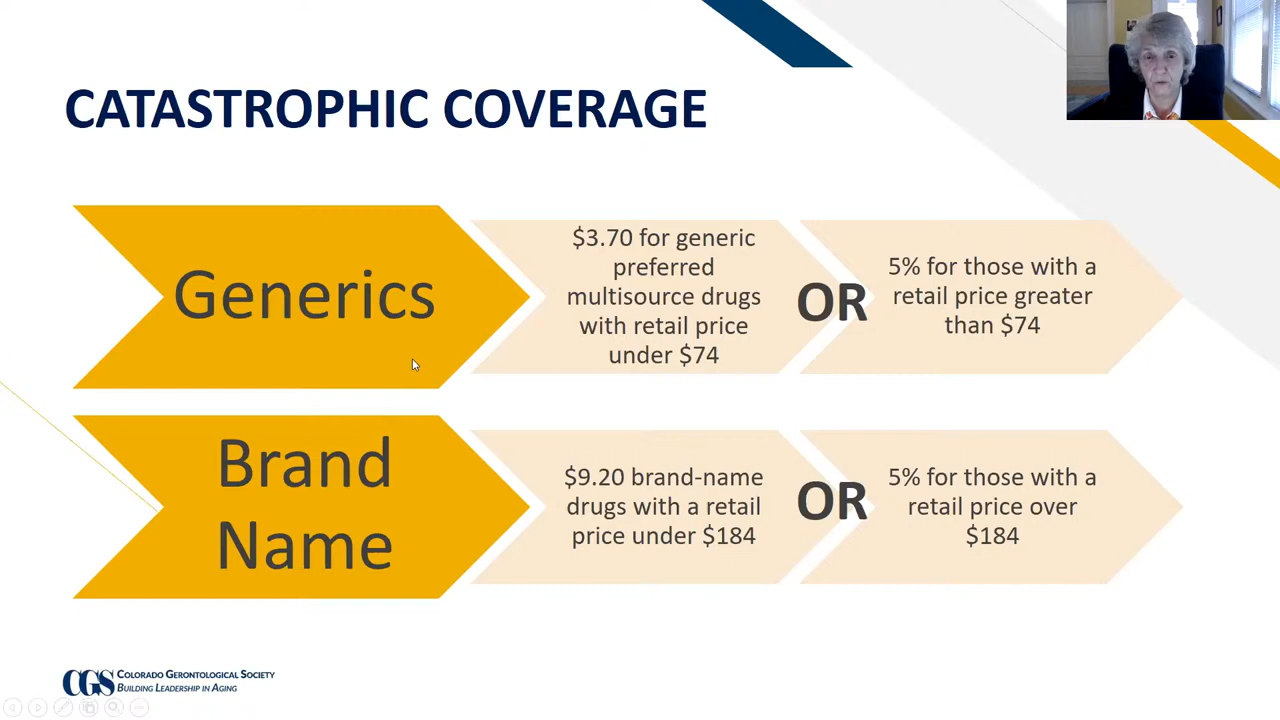 CATASTROPHIC COVERAGE
Generics
$3.70 for generic
preferred
multisource drugs
with retail price
under $74
OR
5% for those with a
retail price greater
than $74
Brand
Name
$9.20 brand-name
drugs with a retail
price under $184
OR
5% for those with a
retail price over
$184
CGS COLORADO GERONTOLOGICAL SOCIETY
BUILDING LEADERSHIP IN AGING